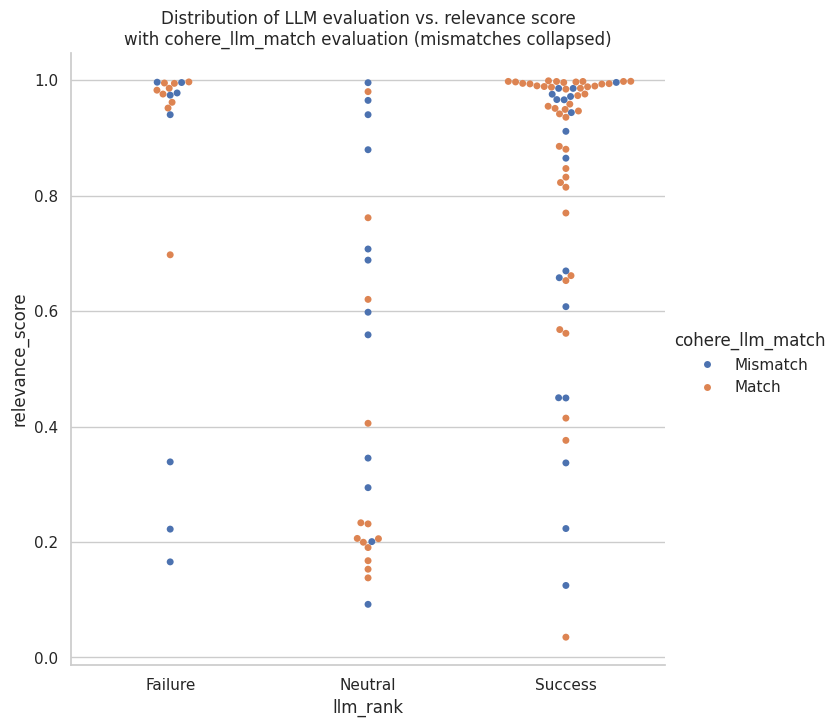 Distribution of LLM evaluation vs. relevance score
with cohere_llm_match evaluation (mismatches collapsed)
relevance_score
1.0
0.8
0.6
0.4
0.2
0.0
Failure
Neutral
Success
llm_rank
cohere_llm_match
Mismatch
Match